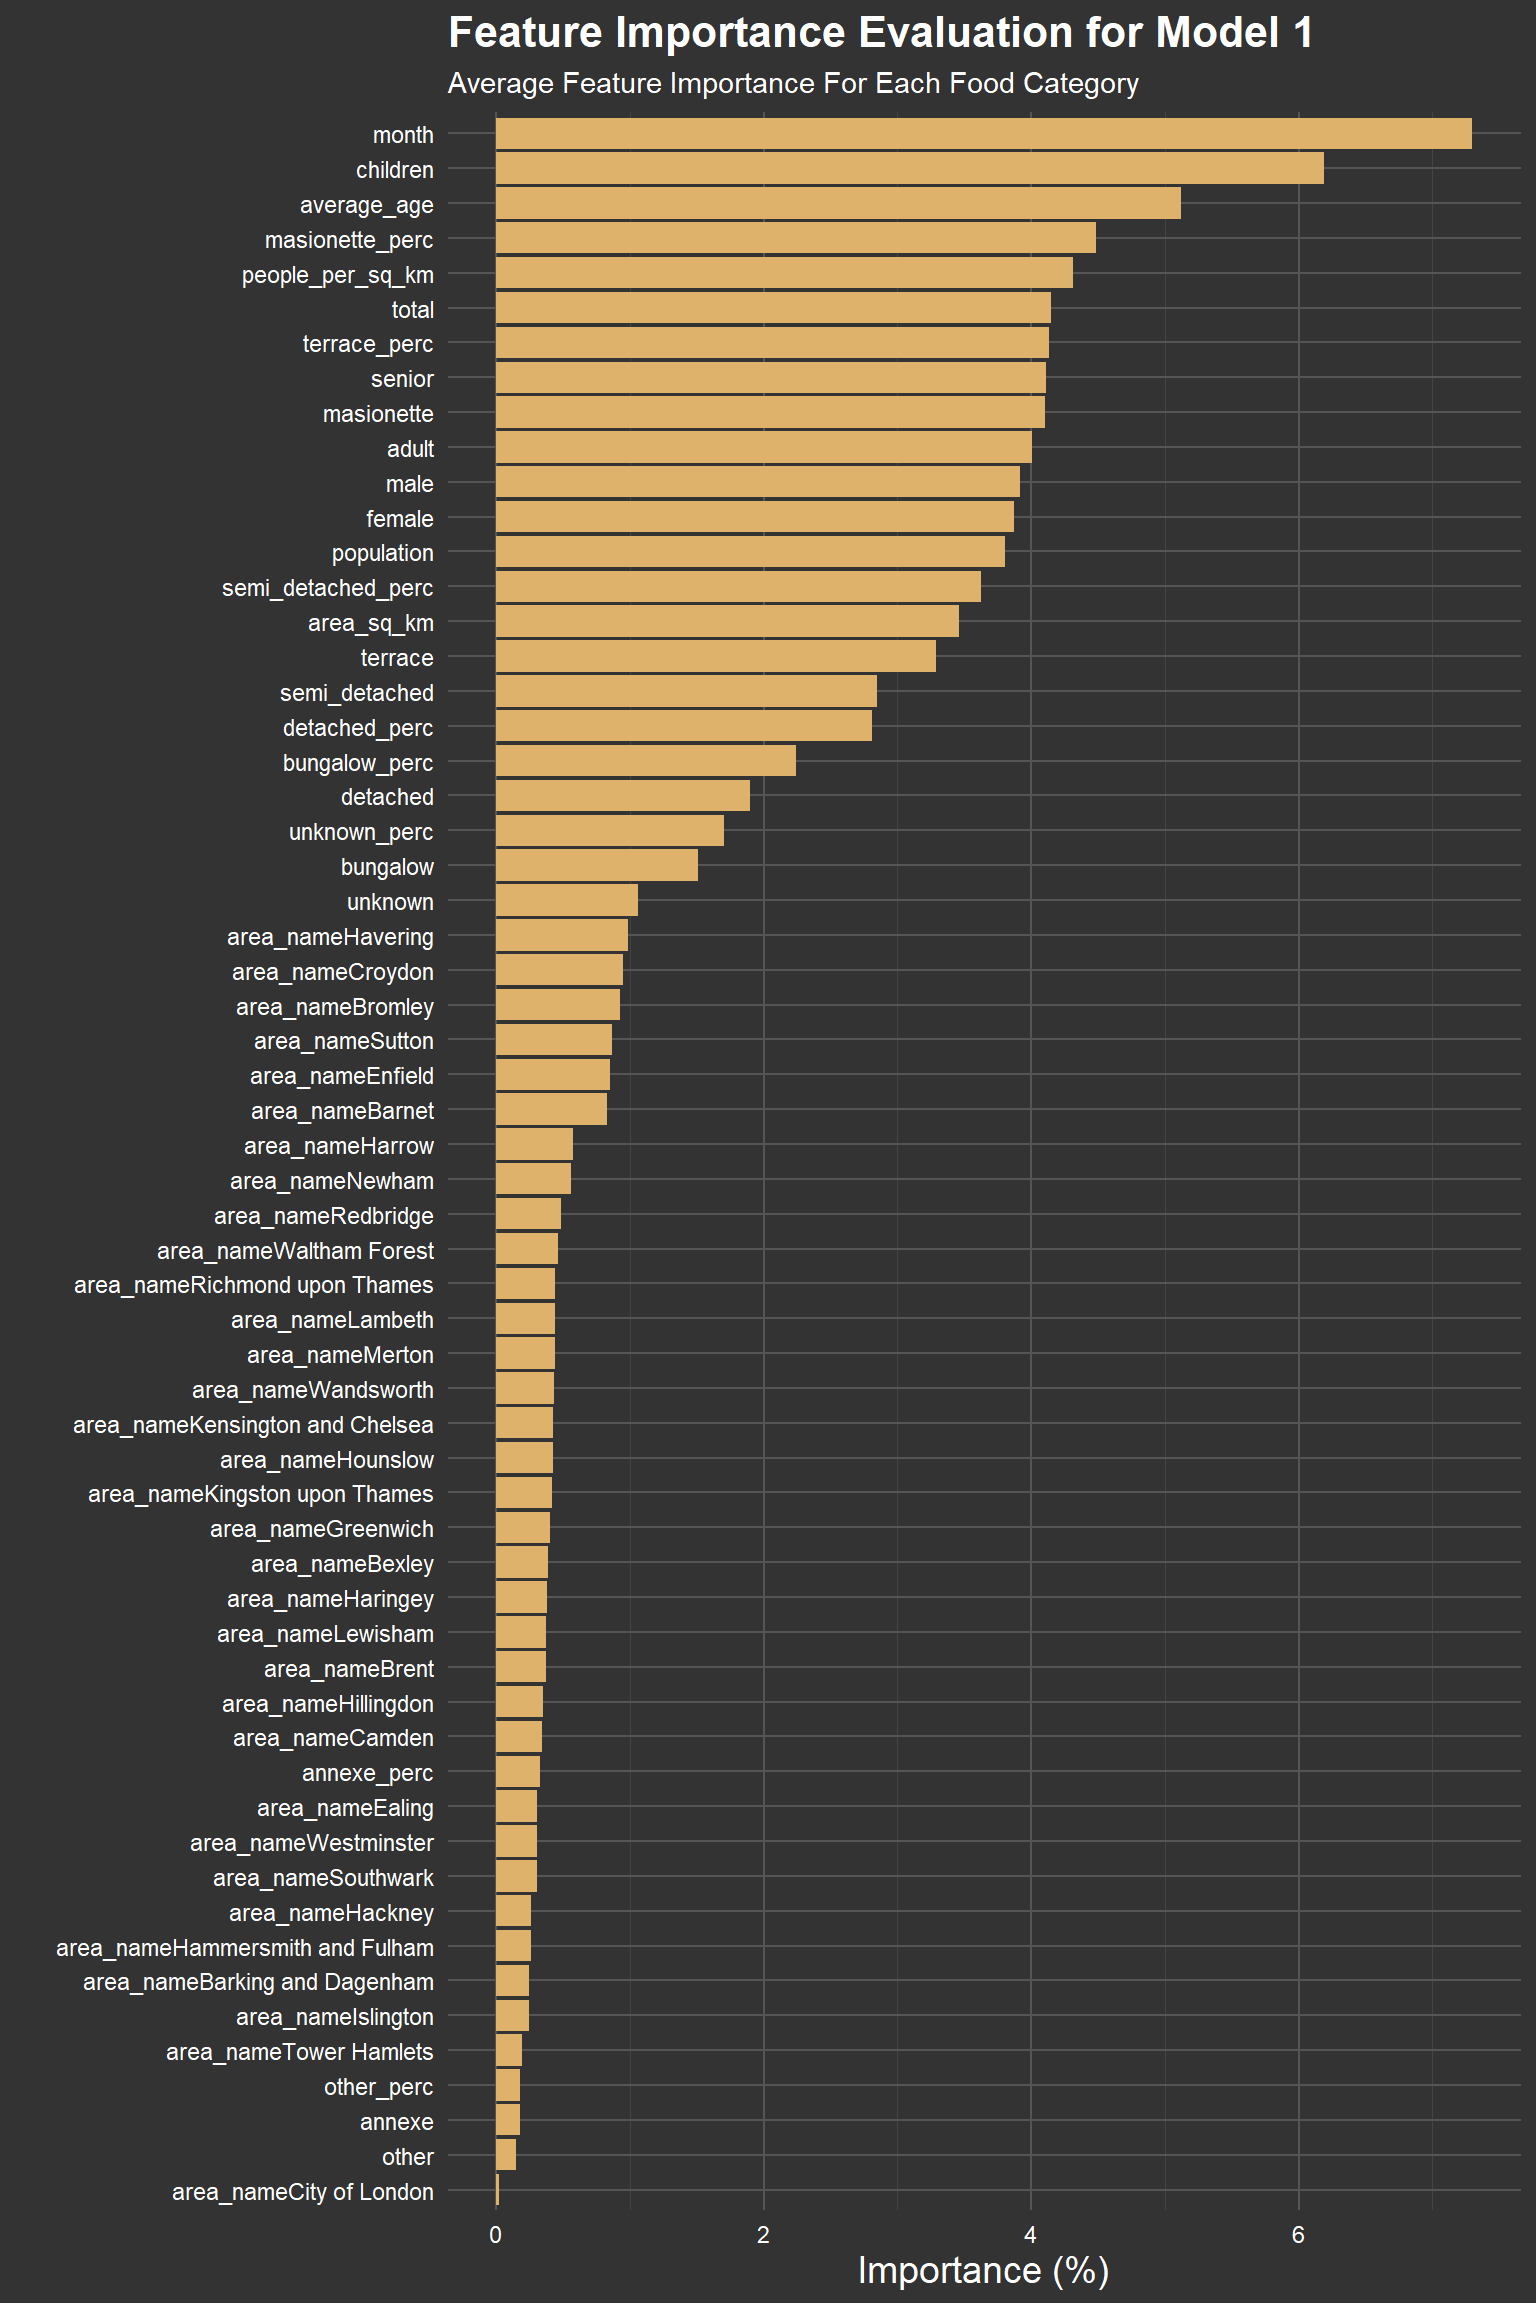 Feature Importance Evaluation for Model 1
Average Feature Importance For Each Food Category
month
children
average_age
masionette_perc
people_per_sq_km
total
terrace_perc
senior
masionette
adult
male
female
population
semi_detached_perc
area_sq_km
terrace
semi_detached
detached_perc
bungalow_perc
detached
unknown_perc
bungalow
unknown
area_nameHavering
area_nameCroydon
area_nameBromley
area_nameSutton
area_nameEnfield
area_nameBarnet
area_nameHarrow
area_nameNewham
area_nameRedbridge
area_nameWaltham Forest
area_nameRichmond upon Thames
area_nameLambeth
area_nameMerton
area_nameWandsworth
area_nameKensington and Chelsea
area_nameHounslow
area_nameKingston upon Thames
area_nameGreenwich
area_nameBexley
area_nameHaringey
area_nameLewisham
area_nameBrent
area_nameHillingdon
area_nameCamden
annexe_perc
area_nameEaling
area_nameWestminster
area_nameSouthwark
area_nameHackney
area_nameHammersmith and Fulham
area_nameBarking and Dagenham
area_nameIslington
area_nameTower Hamlets
other_perc
annexe
other
area_nameCity of London
0 2 4 6
Importance (%)